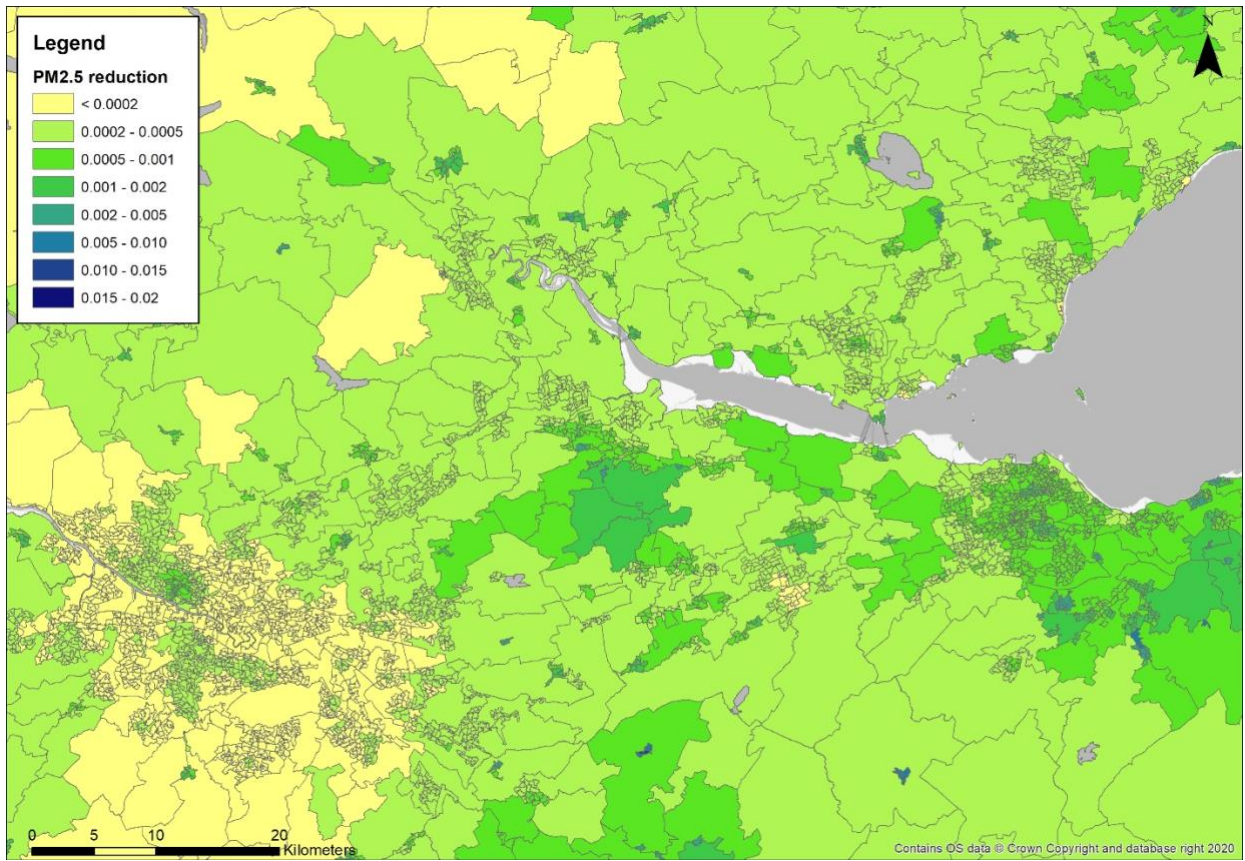 Legend
PM2.5 reduction
< 0.0002
0.0002 - 0.0005
0.0005 - 0.001
0.001 - 0.002
0.002 - 0.005
0.005 - 0.010
0.010 - 0.015
0.015 - 0.02
N
0 5 10 20
Kilometers
Contains OS data © Crown Copyright and database right 2020